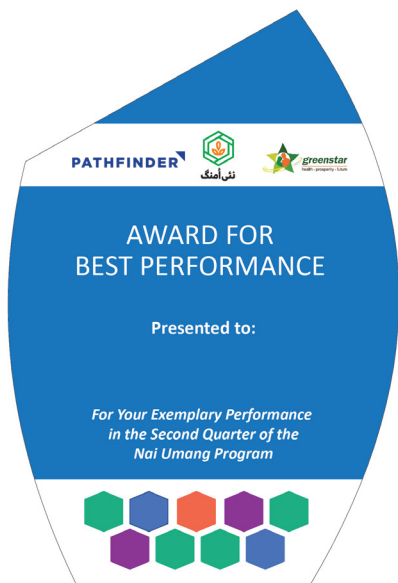 PATHFINDER
نئی اُمنگ
greenstar
health · prosperity · future
AWARD FOR
BEST PERFORMANCE
Presented to:
For Your Exemplary Performance
in the Second Quarter of the
Nai Umang Program